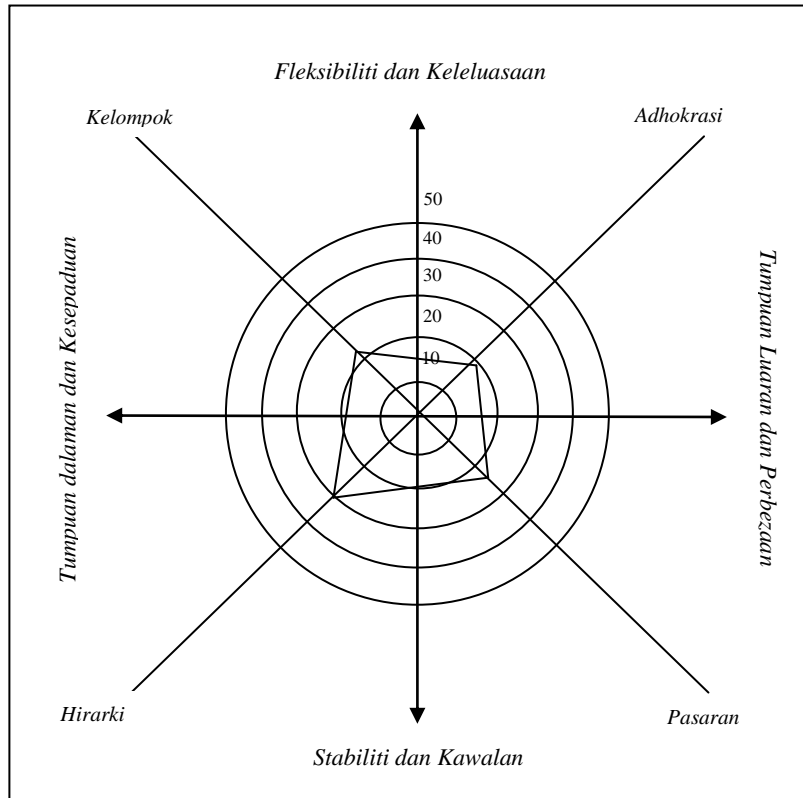 Fleksibiliti dan Keleluasaan
Kelompok
Adhokrasi
50
40
30
20
10
Tumpuan dalaman dan Kesepaduan
Tumpuan Luaran dan Perbezaan
Hirarki
Pasaran
Stabiliti dan Kawalan